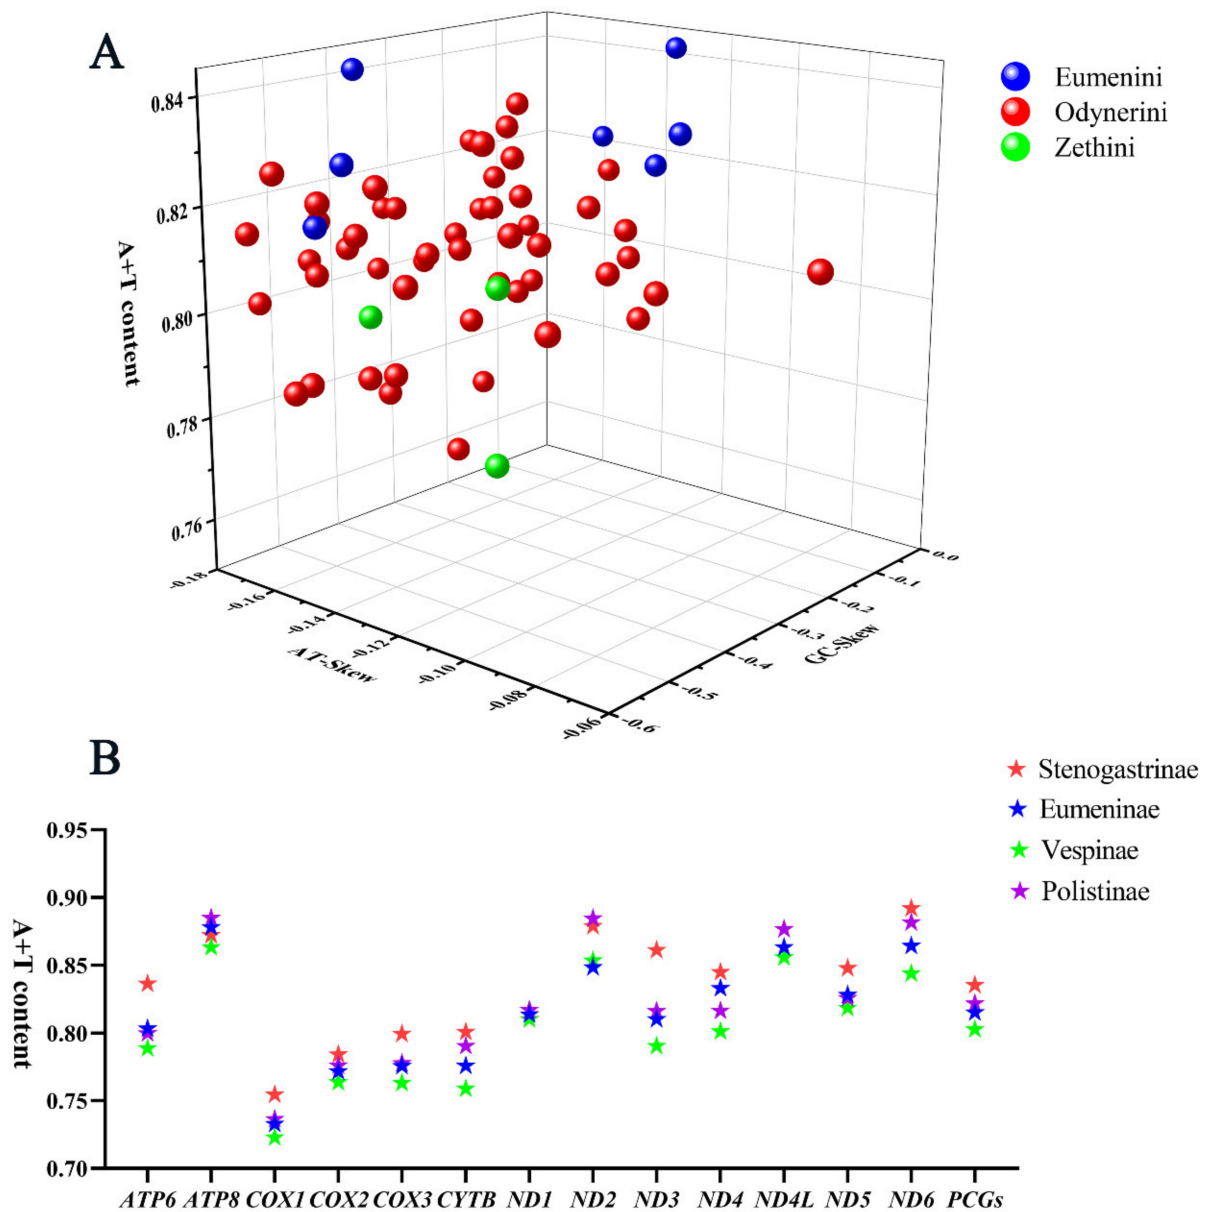 A
Eumenini
Odynerini
Zethini
0.84
0.82
0.80
0.78
0.76
A+T content
-0.18
-0.16
-0.14
-0.12
-0.10
-0.08
-0.06
AT-Skew
0.0
-0.1
-0.2
-0.3
-0.4
-0.5
-0.6
GC-Skew
B
Stenogastrinae
Eumeninae
Vespinae
Polistinae
0.95
0.90
0.85
0.80
0.75
0.70
A+T content
ATP6 ATP8 COX1 COX2 COX3 CYTB ND1 ND2 ND3 ND4 ND4L ND5 ND6 PCGs